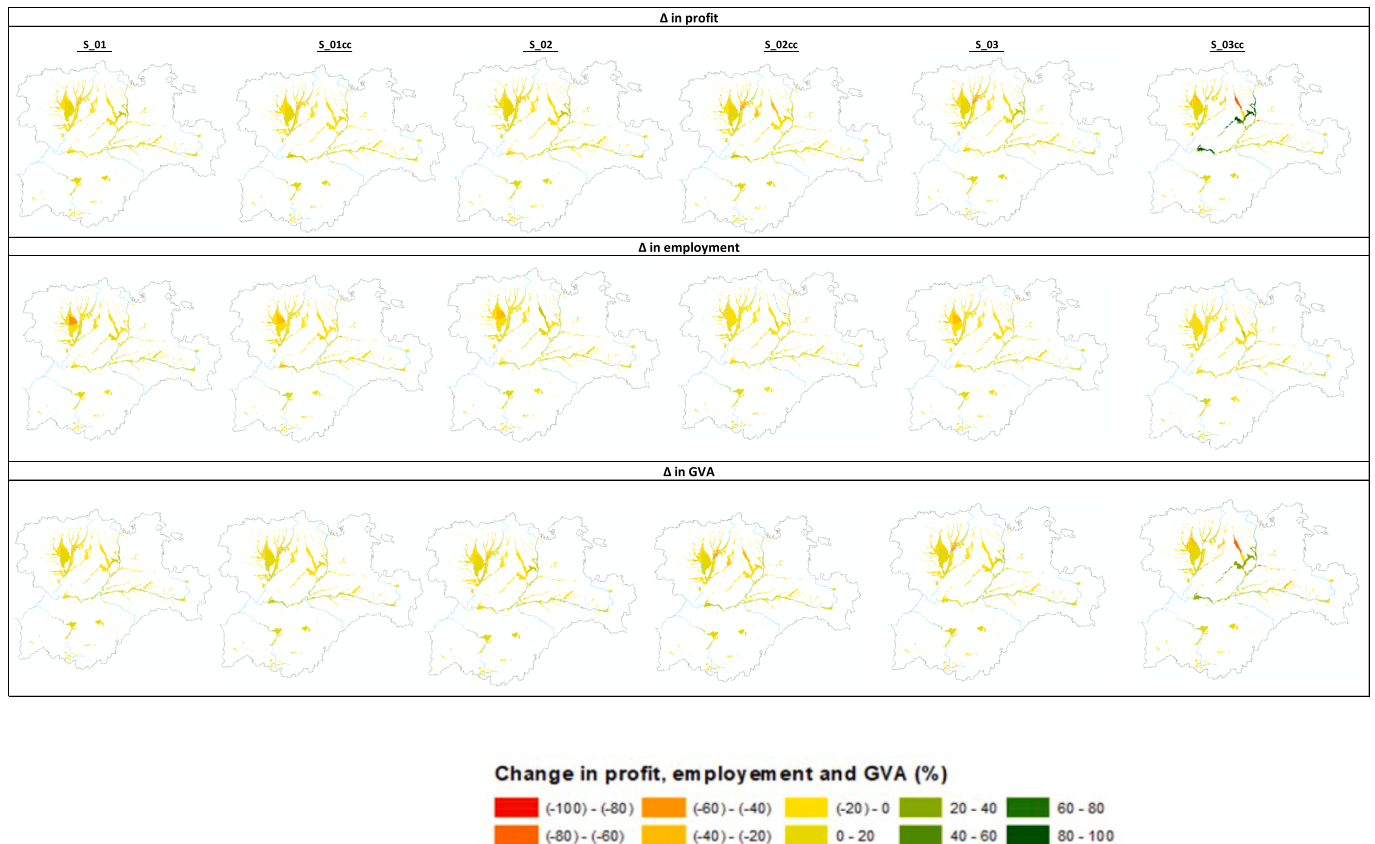 Δ in profit
S_01 S_01cc S_02 S_02cc S_03 S_03cc
Δ in employment
Δ in GVA
Change in profit, employement and GVA (%)
(-100) - (-80) (-60) - (-40) (-20) - 0 20 - 40 60 - 80
(-80) - (-60) (-40) - (-20) 0 - 20 40 - 60 80 - 100